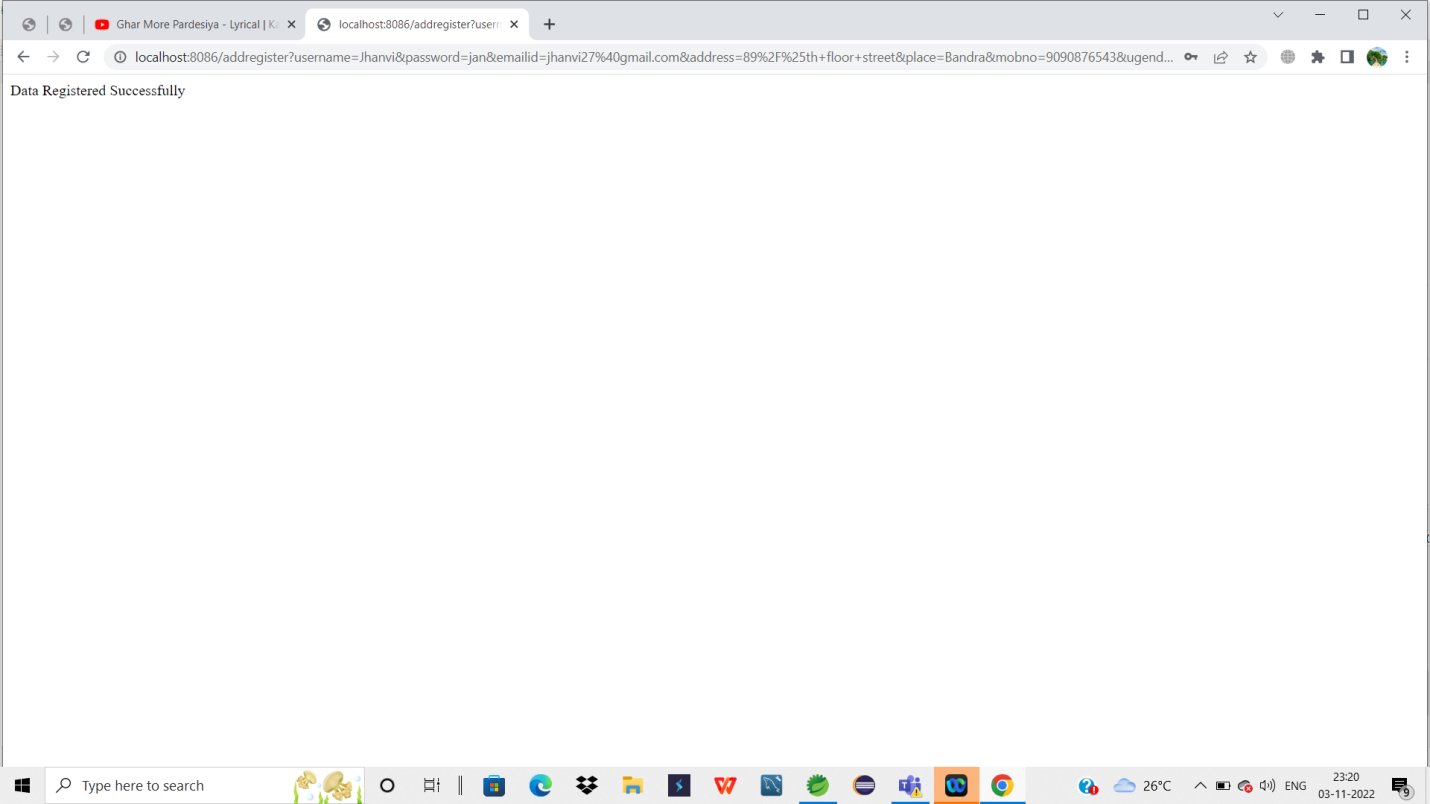 Ghar More Pardesiya - Lyrical | Ka
localhost:8086/addregister?usern
localhost:8086/addregister?username=Jhanvi&password=jan&emailid=jhanvi27%40gmail.com&address=89%2F%25th+floor+street&place=Bandra&mobno=9090876543&ugend...
Data Registered Successfully
Type here to search
26°C
ENG
23:20
03-11-2022
9